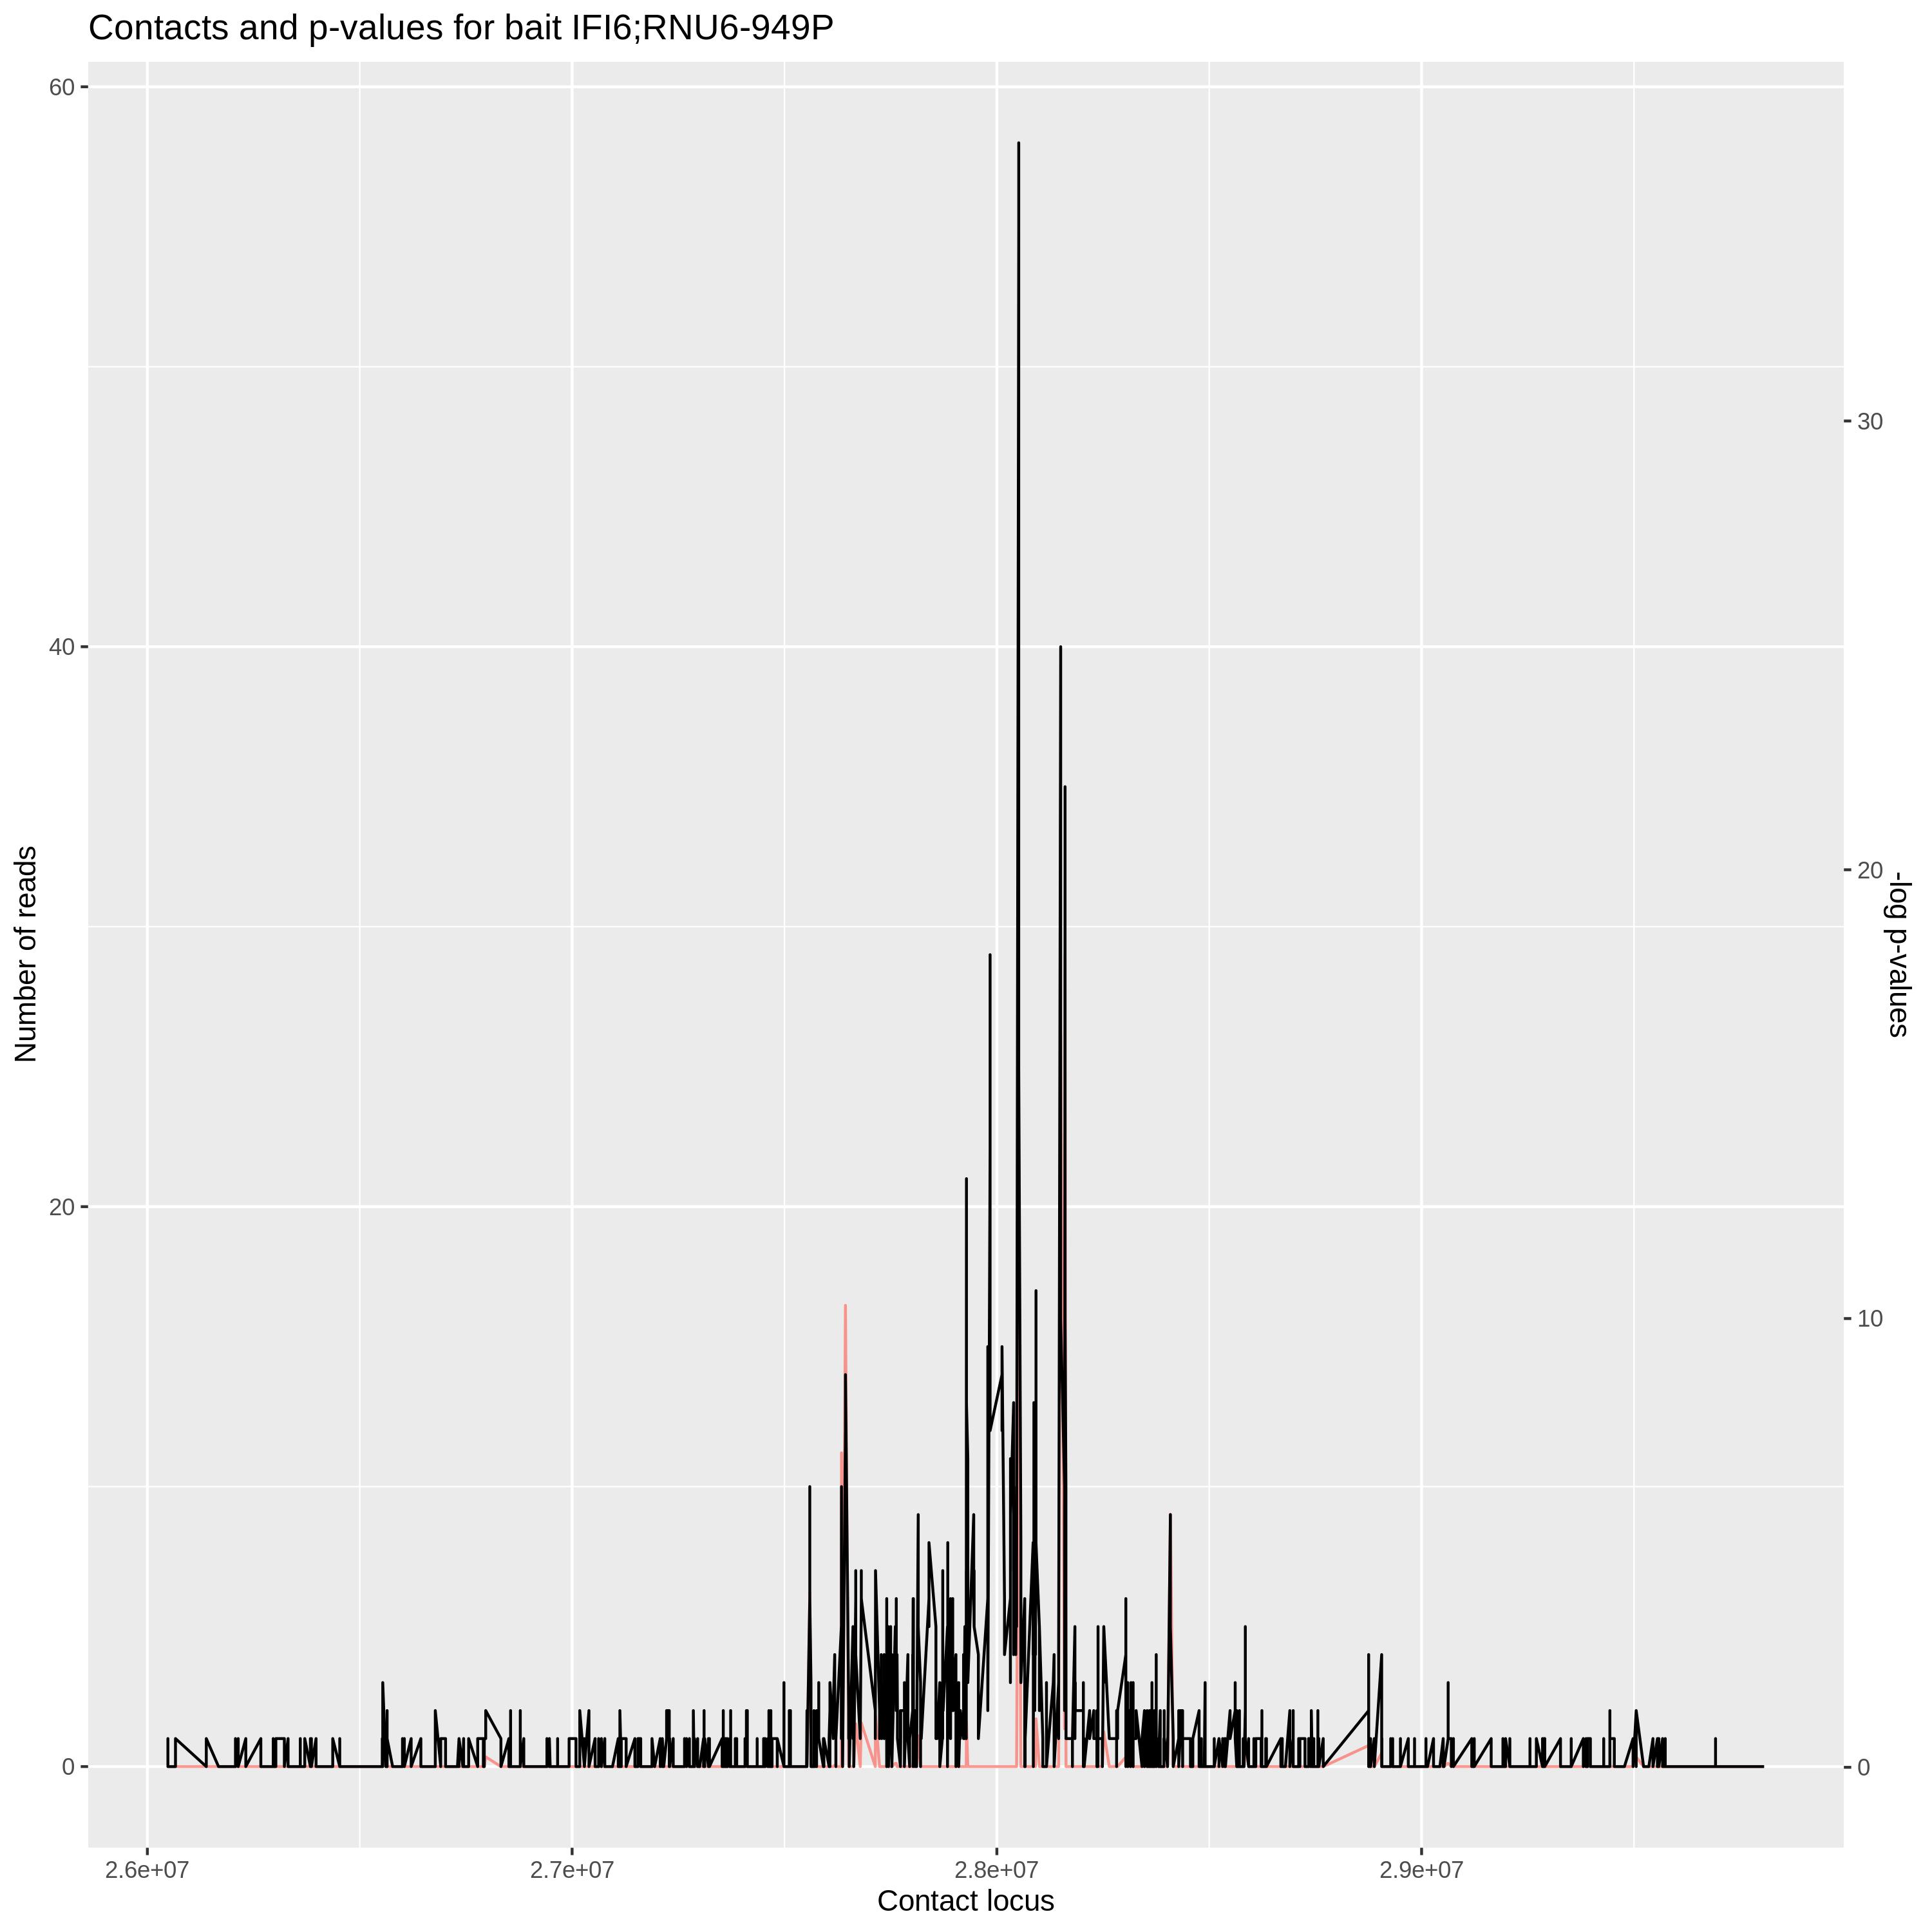 Contacts and p-values for bait IFI6;RNU6-949P
60
40
20
0
Number of reads
30
20
10
0
-log p-values
2.6e+07
2.7e+07
2.8e+07
2.9e+07
Contact locus